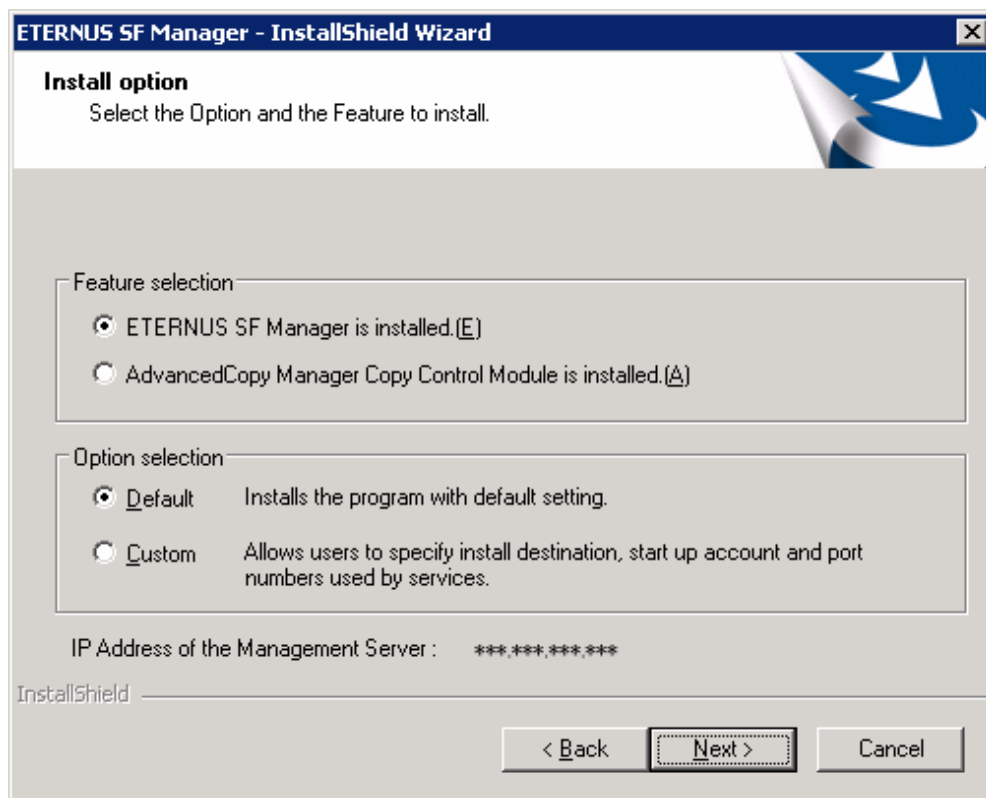 ETERNUS SF Manager - InstallShield Wizard
Install option
Select the Option and the Feature to install.
Feature selection
ETERNUS SF Manager is installed.(E)
AdvancedCopy Manager Copy Control Module is installed.(A)
Option selection
Default Installs the program with default setting.
Custom Allows users to specify install destination, start up account and port
numbers used by services.
IP Address of the Management Server : ***.***.***.***
InstallShield
< Back Next > Cancel